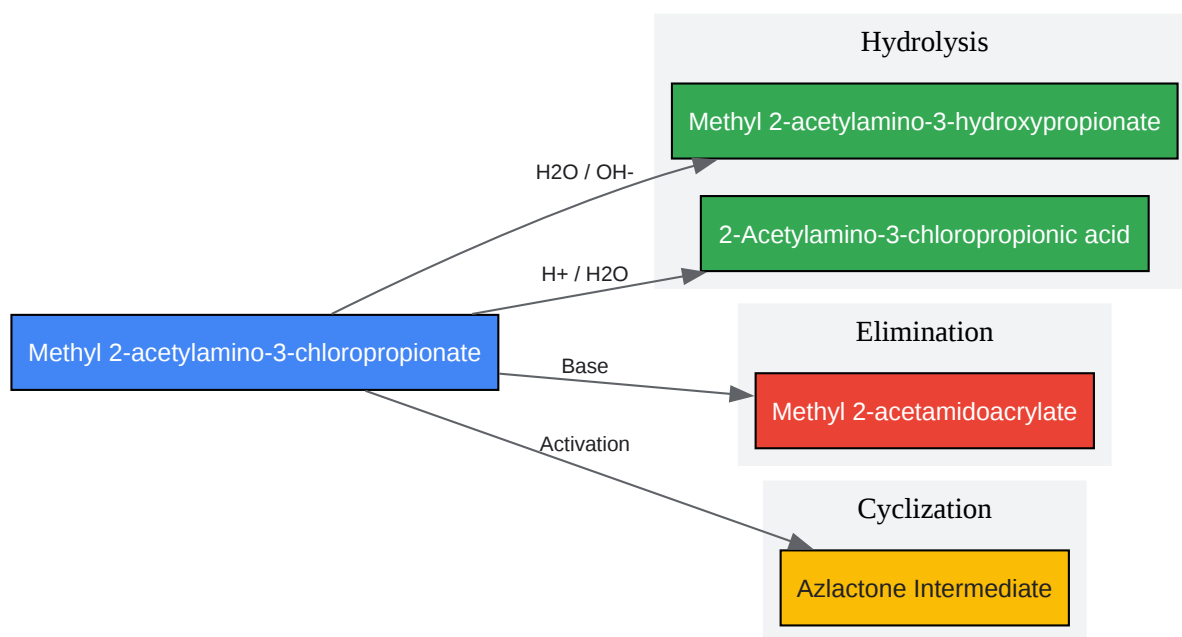 Hydrolysis
Methyl 2-acetylamino-3-hydroxypropionate
H2O / OH-
2-Acetylamino-3-chloropropionic acid
H+ / H2O
Methyl 2-acetylamino-3-chloropropionate
Elimination
Base
Methyl 2-acetamidoacrylate
Activation
Cyclization
Azlactone Intermediate